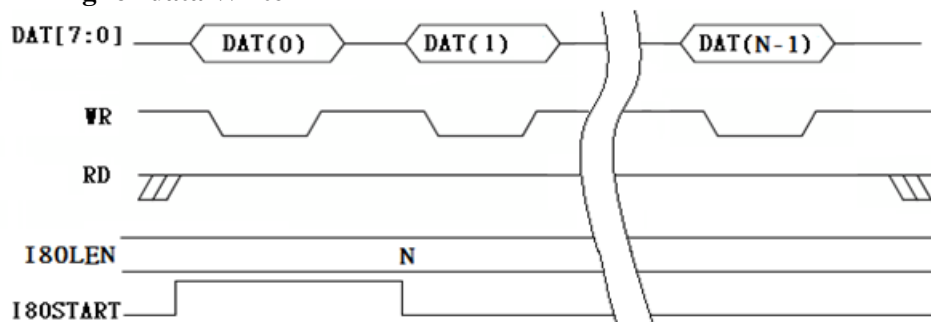 DAT[7:0] DAT(0) DAT(1) DAT(N-1)
WR
RD
I80LEN N
I80START